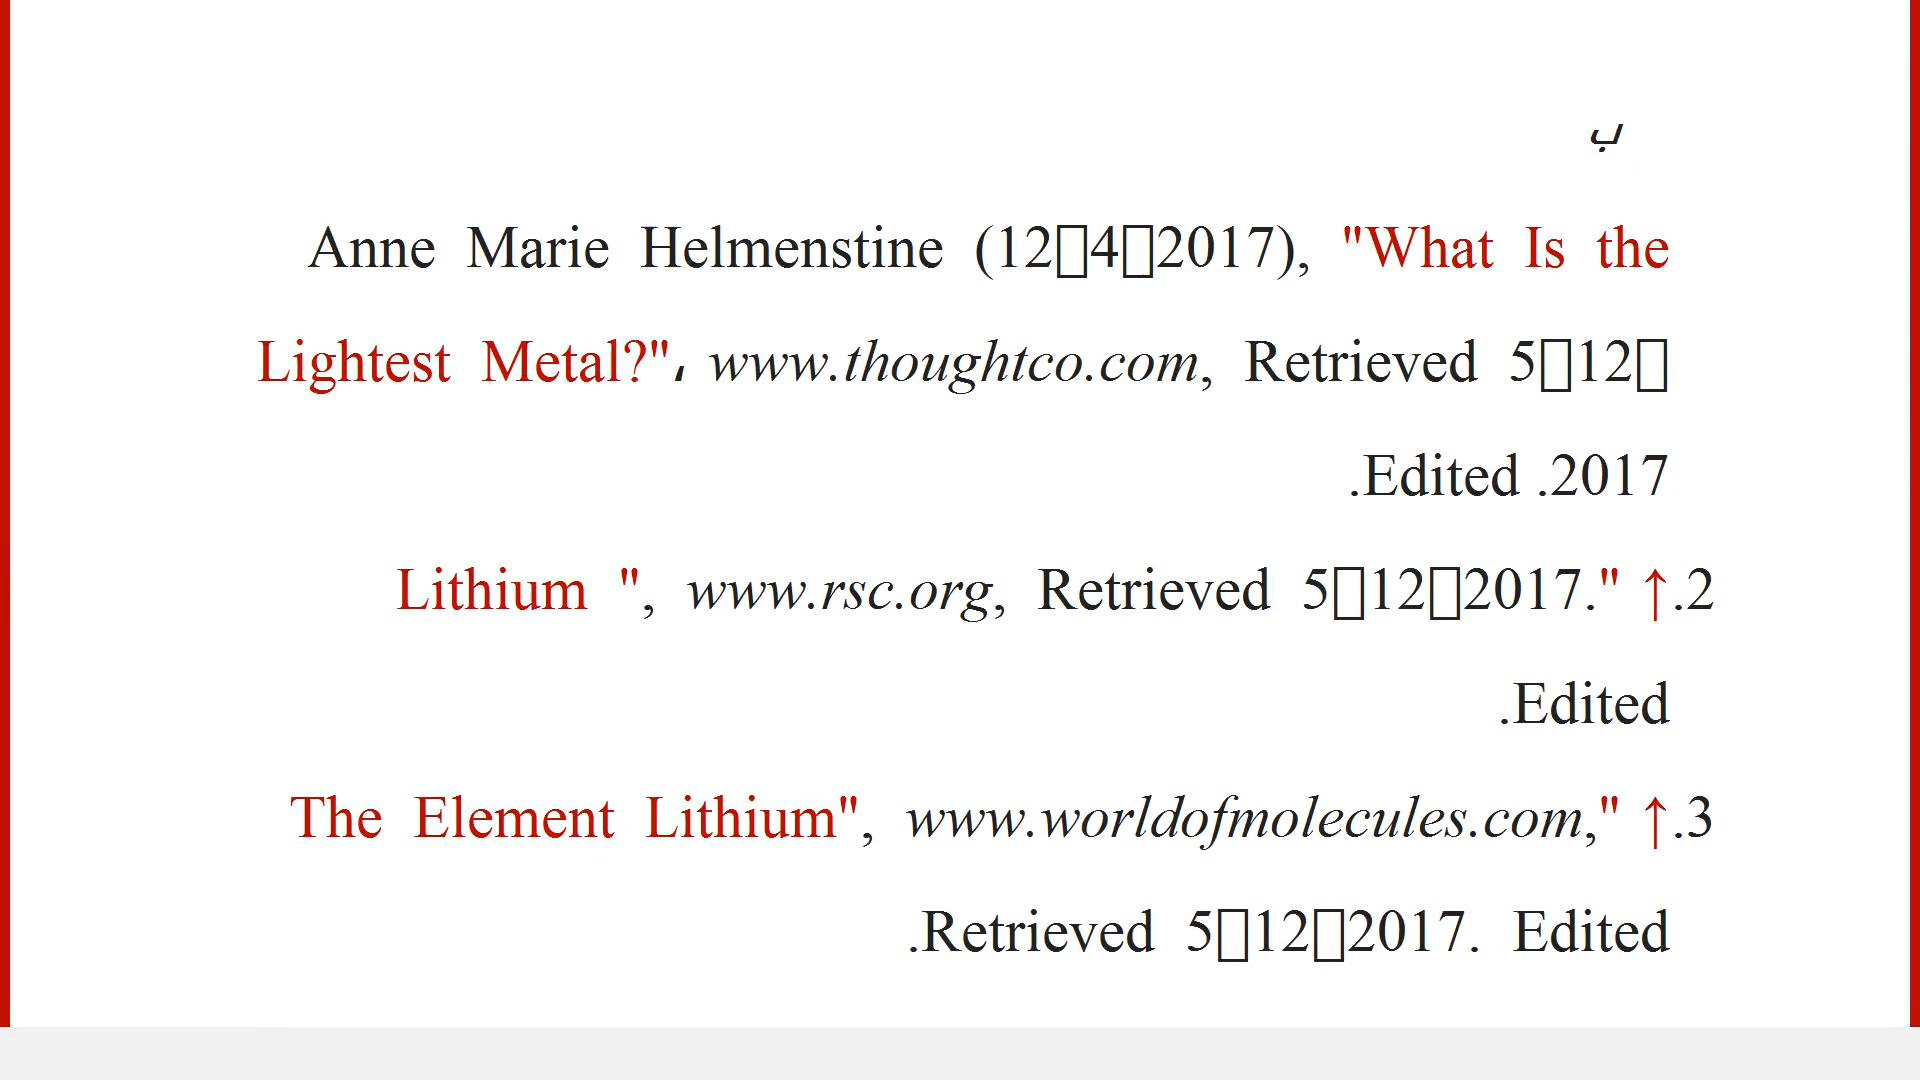 ب
Anne Marie Helmenstine (12▯4▯2017), "What Is the
Lightest Metal?"، www.thoughtco.com, Retrieved 5▯12▯
.Edited .2017
Lithium ", www.rsc.org, Retrieved 5▯12▯2017." ↑.2
.Edited
The Element Lithium", www.worldofmolecules.com," ↑.3
.Retrieved 5▯12▯2017. Edited